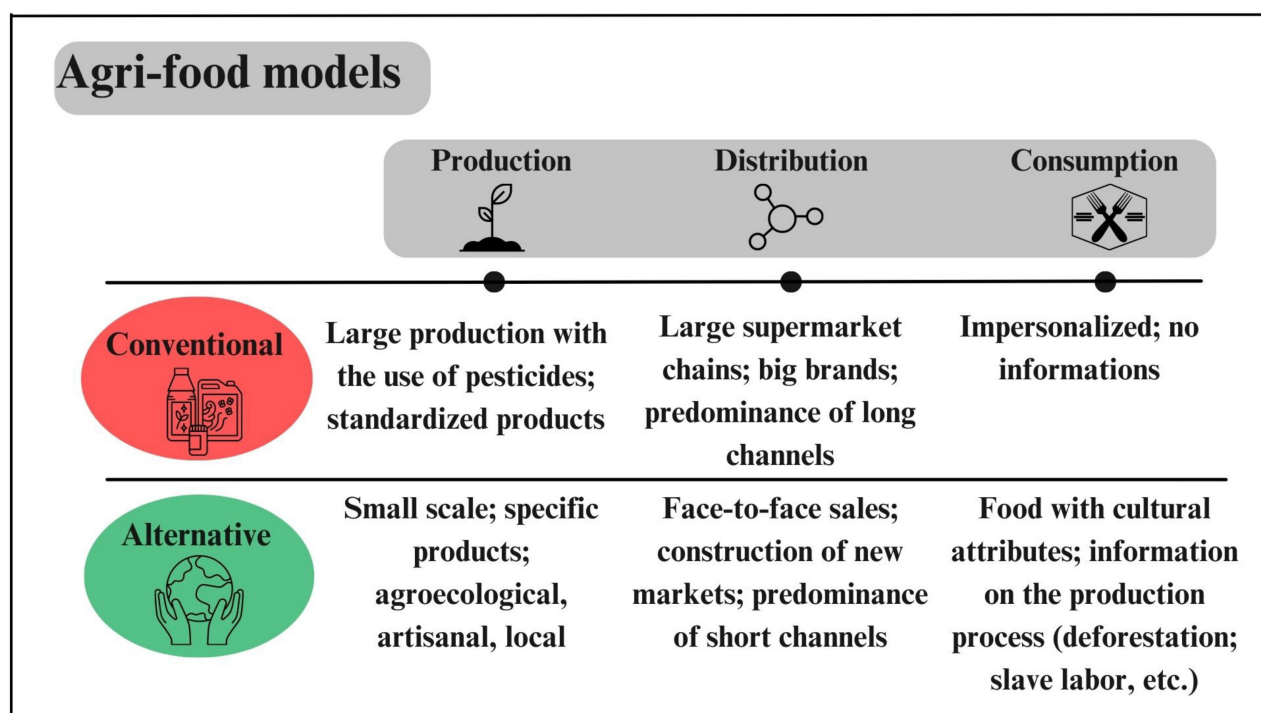 Agri-food models
Production
Distribution
Consumption
Conventional
Large production with
the use of pesticides;
standardized products
Large supermarket
chains; big brands;
predominance of long
channels
Impersonalized; no
informations
Alternative
Small scale; specific
products;
agroecological,
artisanal, local
Face-to-face sales;
construction of new
markets; predominance
of short channels
Food with cultural
attributes; information
on the production
process (deforestation;
slave labor, etc.)